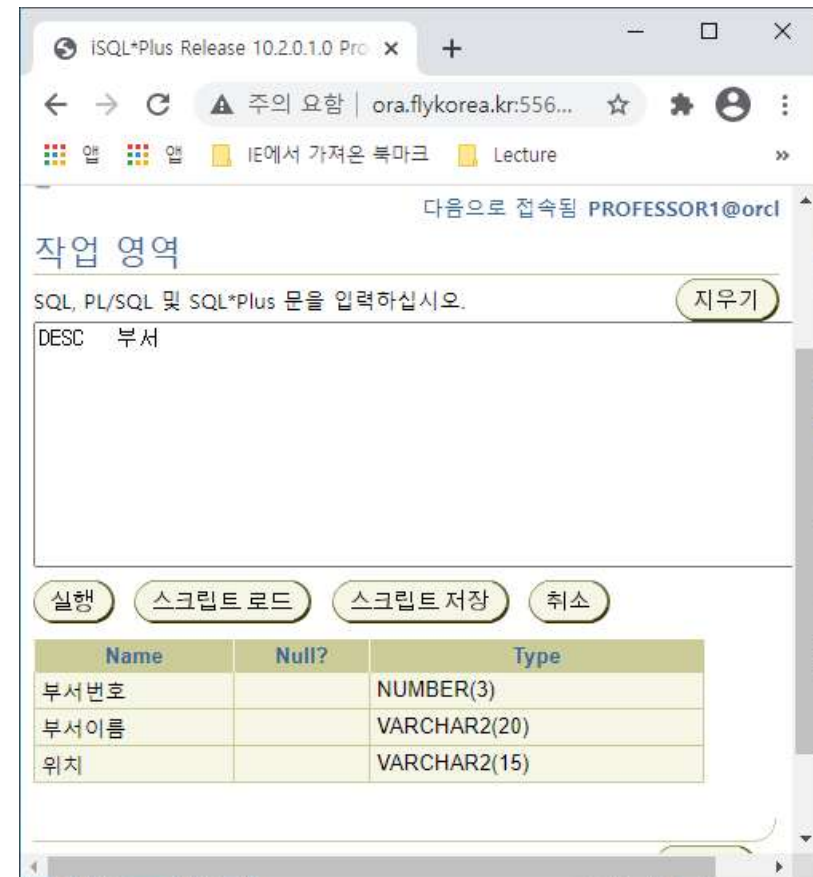 iSQL*Plus Release 10.2.0.1.0 Pro
주의 요함 | ora.flykorea.kr:556...
앱 앱 IE에서 가져온 북마크 Lecture »
다음으로 접속됨 PROFESSOR1@orcl
작업 영역
SQL, PL/SQL 및 SQL*Plus 문을 입력하십시오. 지우기
DESC 부서
실행 스크립트 로드 스크립트 저장 취소
Name Null? Type
부서번호 NUMBER(3)
부서이름 VARCHAR2(20)
위치 VARCHAR2(15)